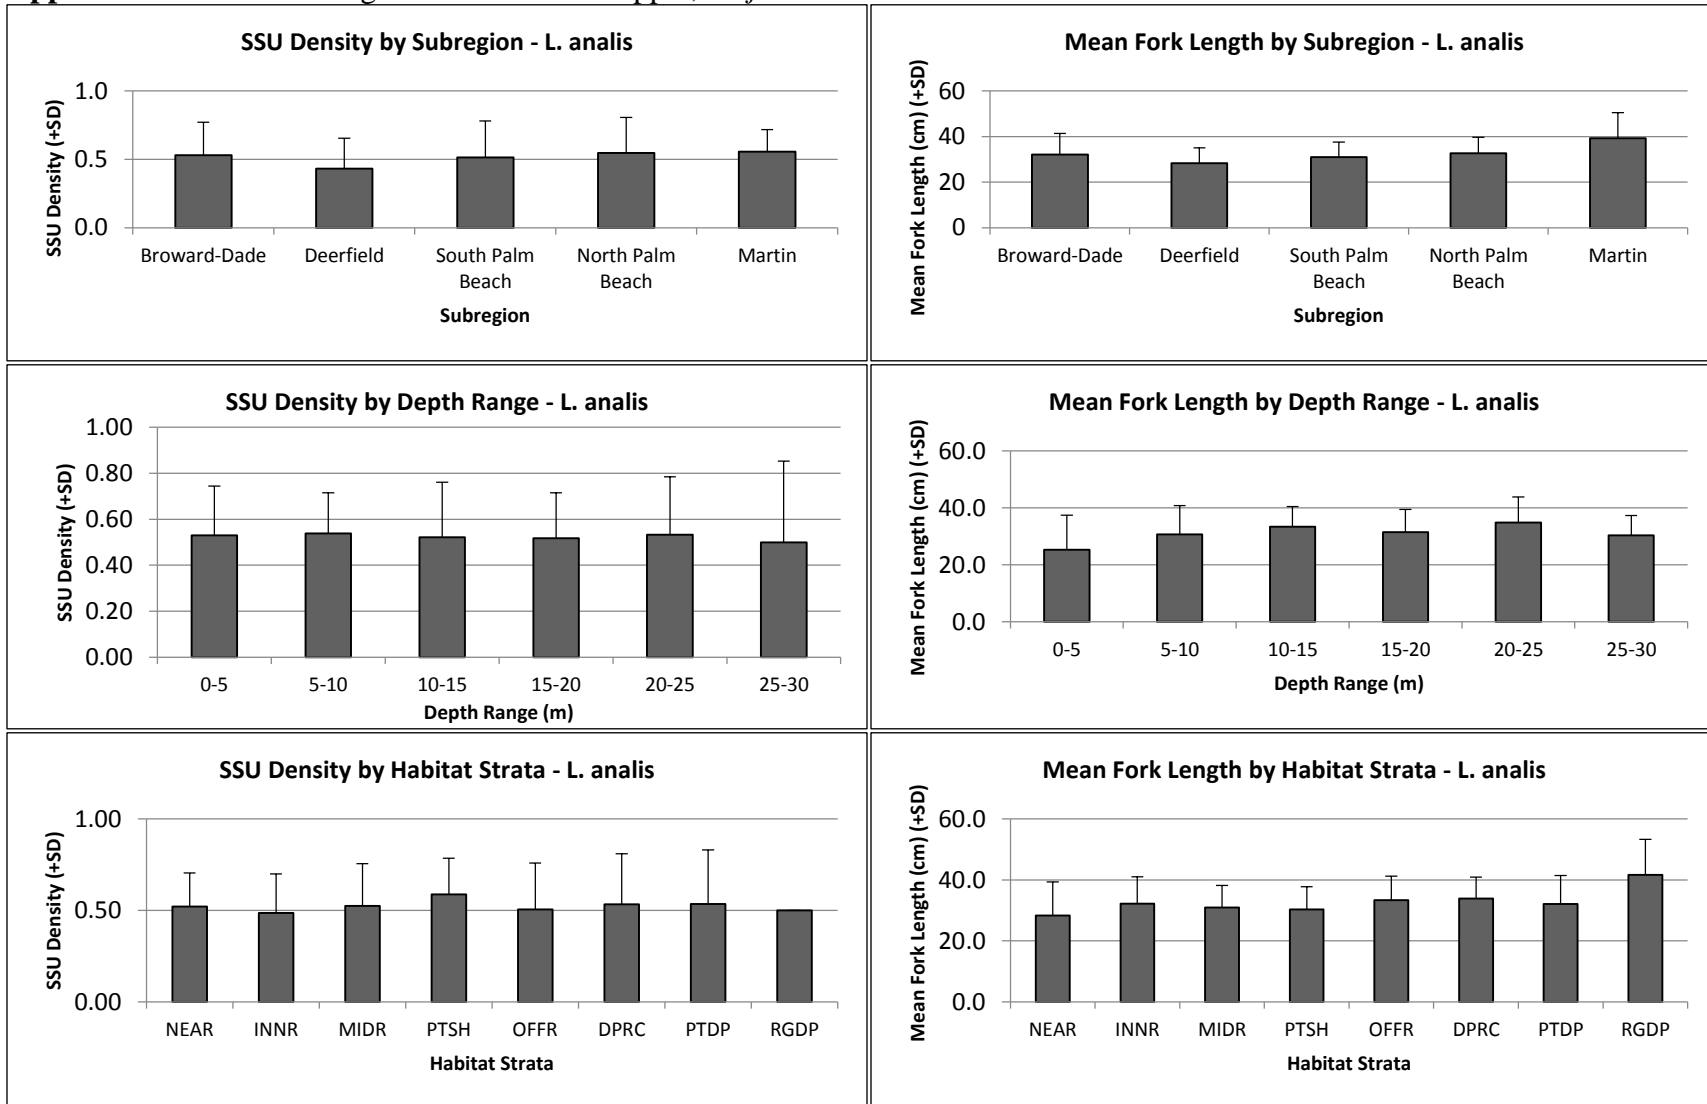 SSU Density by Subregion - L. analis
SSU Density (+SD)
1.0
0.5
0.0
Broward-Dade Deerfield South Palm Beach North Palm Beach Martin
Subregion
Mean Fork Length by Subregion - L. analis
Mean Fork Length (cm) (+SD)
60
40
20
0
Broward-Dade Deerfield South Palm Beach North Palm Beach Martin
Subregion
SSU Density by Depth Range - L. analis
SSU Density (+SD)
1.00
0.80
0.60
0.40
0.20
0.00
0-5 5-10 10-15 15-20 20-25 25-30
Depth Range (m)
Mean Fork Length by Depth Range - L. analis
Mean Fork Length (cm) (+SD)
60.0
40.0
20.0
0.0
0-5 5-10 10-15 15-20 20-25 25-30
Depth Range (m)
SSU Density by Habitat Strata - L. analis
SSU Density (+SD)
1.00
0.50
0.00
NEAR INNR MIDR PTSH OFFR DPRC PTDP RGDP
Habitat Strata
Mean Fork Length by Habitat Strata - L. analis
Mean Fork Length (cm) (+SD)
60.0
40.0
20.0
0.0
NEAR INNR MIDR PTSH OFFR DPRC PTDP RGDP
Habitat Strata